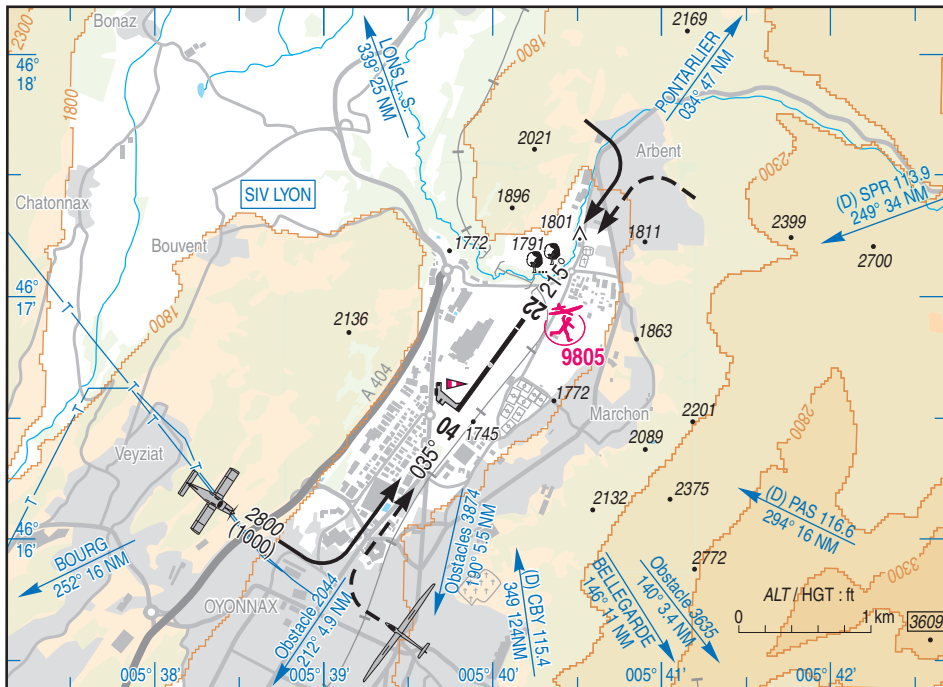 2300
Bonaz
46°
18'
1800
LONS L. S.
339° 25 NM
2169
1800
PONTARLIER
034° 47 NM
2021
Arbent
2300
Chatonnax
SIV LYON
1896
1801
(D) SPR 113.9
249° 34 NM
2399
Bouvent
1772
1791
1811
2700
T
46°
17'
1800
215°
22
T
2136
9805
1863
A 404
T
1772
Marchon
2201
2800
04
1745
2089
Veyziat
035°
T
T
2375
2132
(D) PAS 116.6
294° 16 NM
2800
(1000)
46°
16'
BOURG
252° 16 NM
Obstacles 3874
190° 5.5 NM
2772
3300
OYONNAX
Obstacle 2044
212° 4.9 NM
(D) CBY 115.4
349 124NM
BELLEGARDE
146° 11 NM
Obstacle 3635
140° 3.4 NM
ALT / HGT : ft
0
1 km
3609
005° 38'
005° 39'
005° 40'
005° 41'
005° 42'